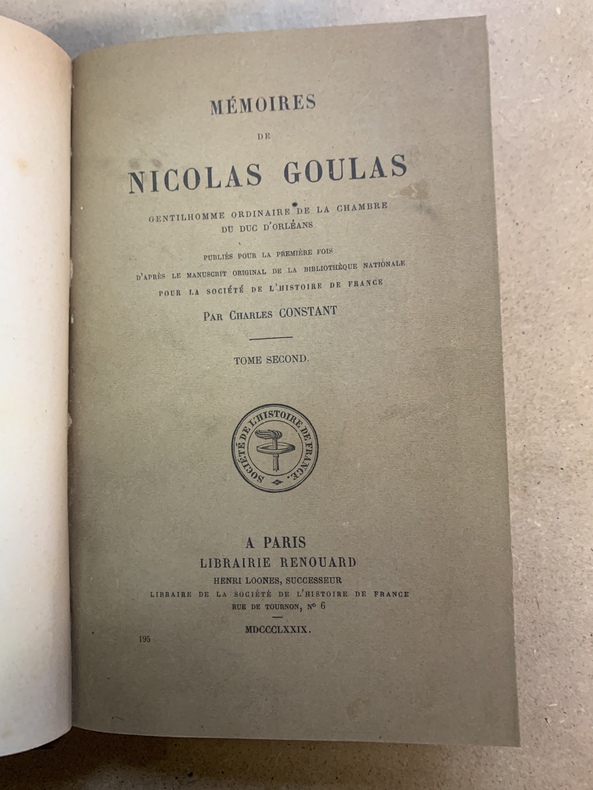 MÉMOIRES
DE
NICOLAS GOULAS
GENTILHOMME ORDINAIRE DE LA CHAMBRE
DU DUC D'ORLÉANS
PUBLIÉS POUR LA PREMIÈRE FOIS
D'APRÈS LE MANUSCRIT ORIGINAL DE LA BIBLIOTHÈQUE NATIONALE
POUR LA SOCIÉTÉ DE L'HISTOIRE DE FRANCE
PAR CHARLES CONSTANT
TOME SECOND.
SOCIÉTÉ DE L'HISTOIRE DE FRANCE.
A PARIS
LIBRAIRIE RENOUARD
HENRI LOONES, SUCCESSEUR
LIBRAIRE DE LA SOCIÉTÉ DE L'HISTOIRE DE FRANCE
RUE DE TOURNON, Nº 6
MDCCCLXXIX.
195